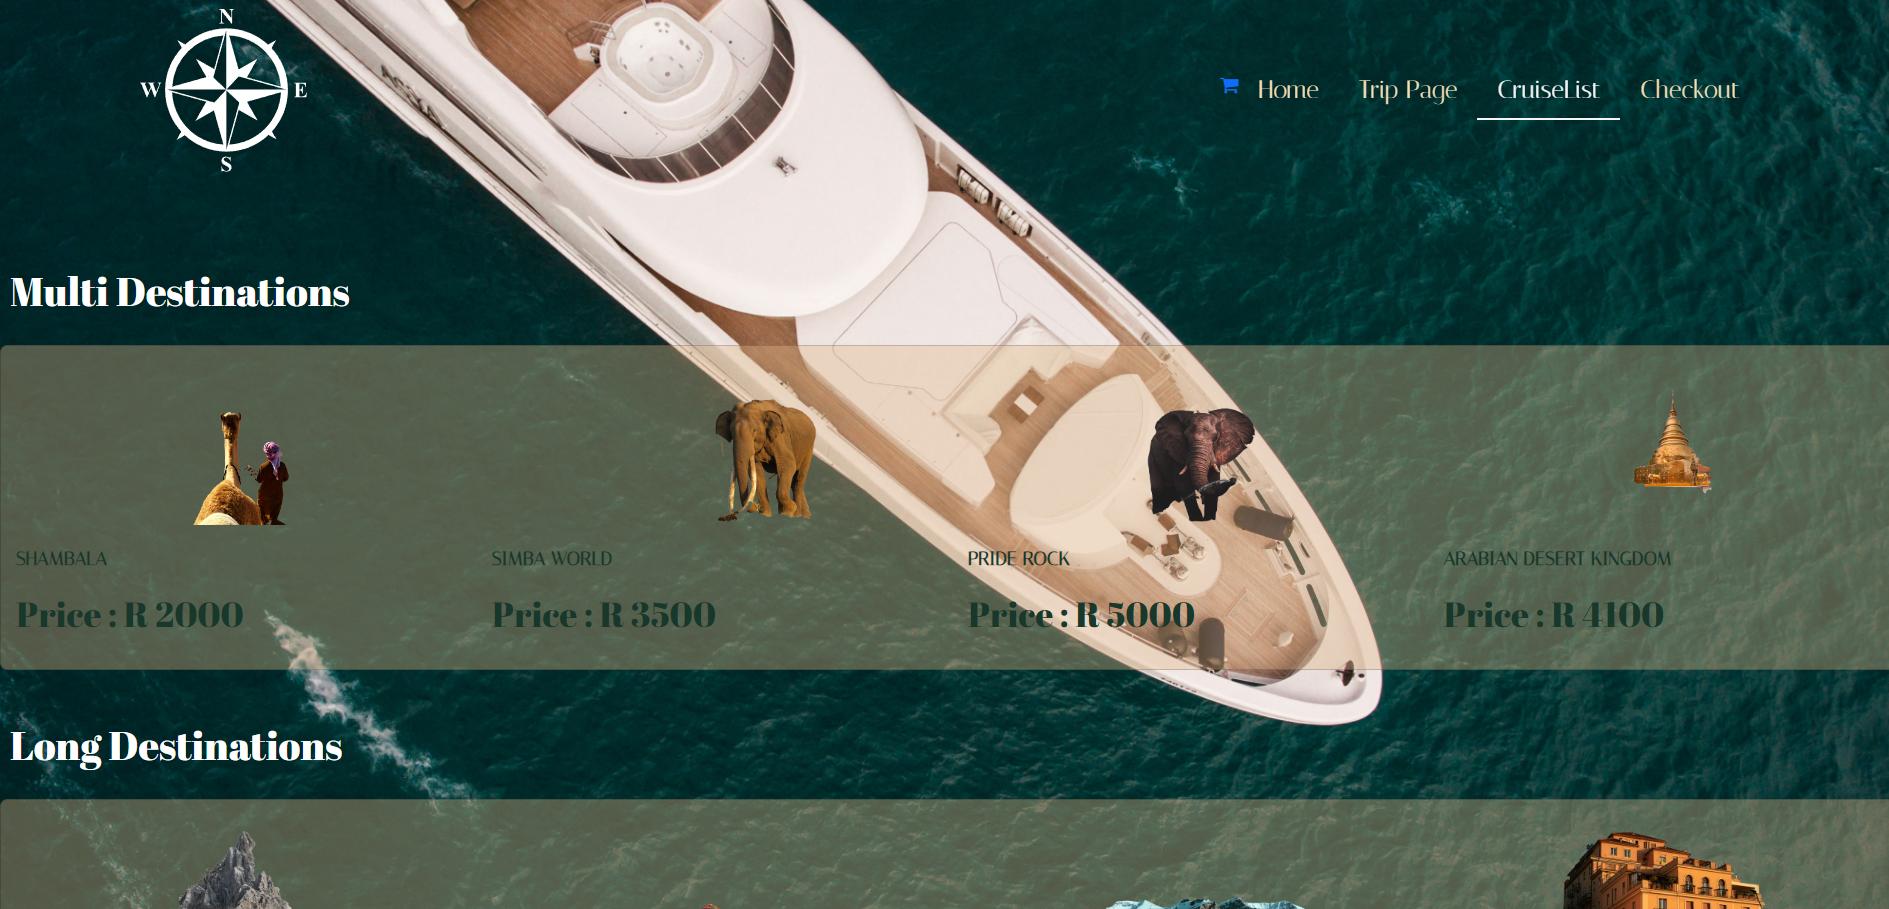 N
W E
S
Home Trip Page CruiseList Checkout
Multi Destinations
SHAMBALA SIMBA WORLD PRIDE ROCK ARABIAN DESERT KINGDOM
Price : R 2000 Price : R 3500 Price : R 5000 Price : R 4100
Long Destinations